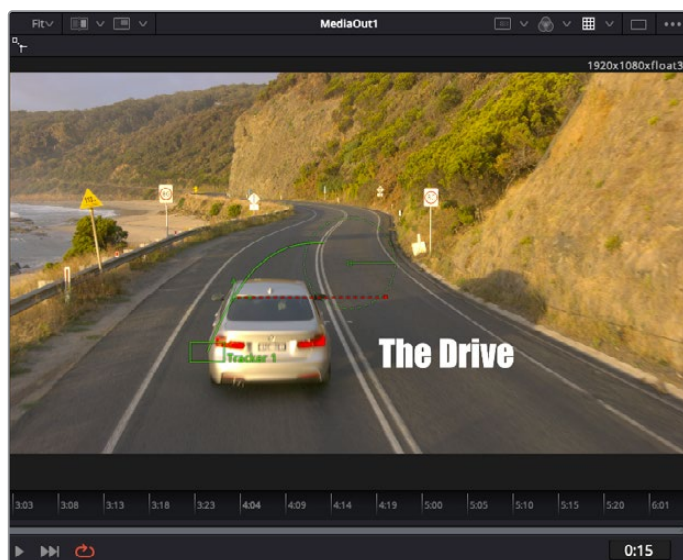 Fit
MediaOut1
1920x1080xfloat3
Tracker 1
The Drive
3:03 3:08 3:13 3:18 3:23 4:04 4:09 4:14 4:19 5:00 5:05 5:10 5:15 5:20 6:01
0:15